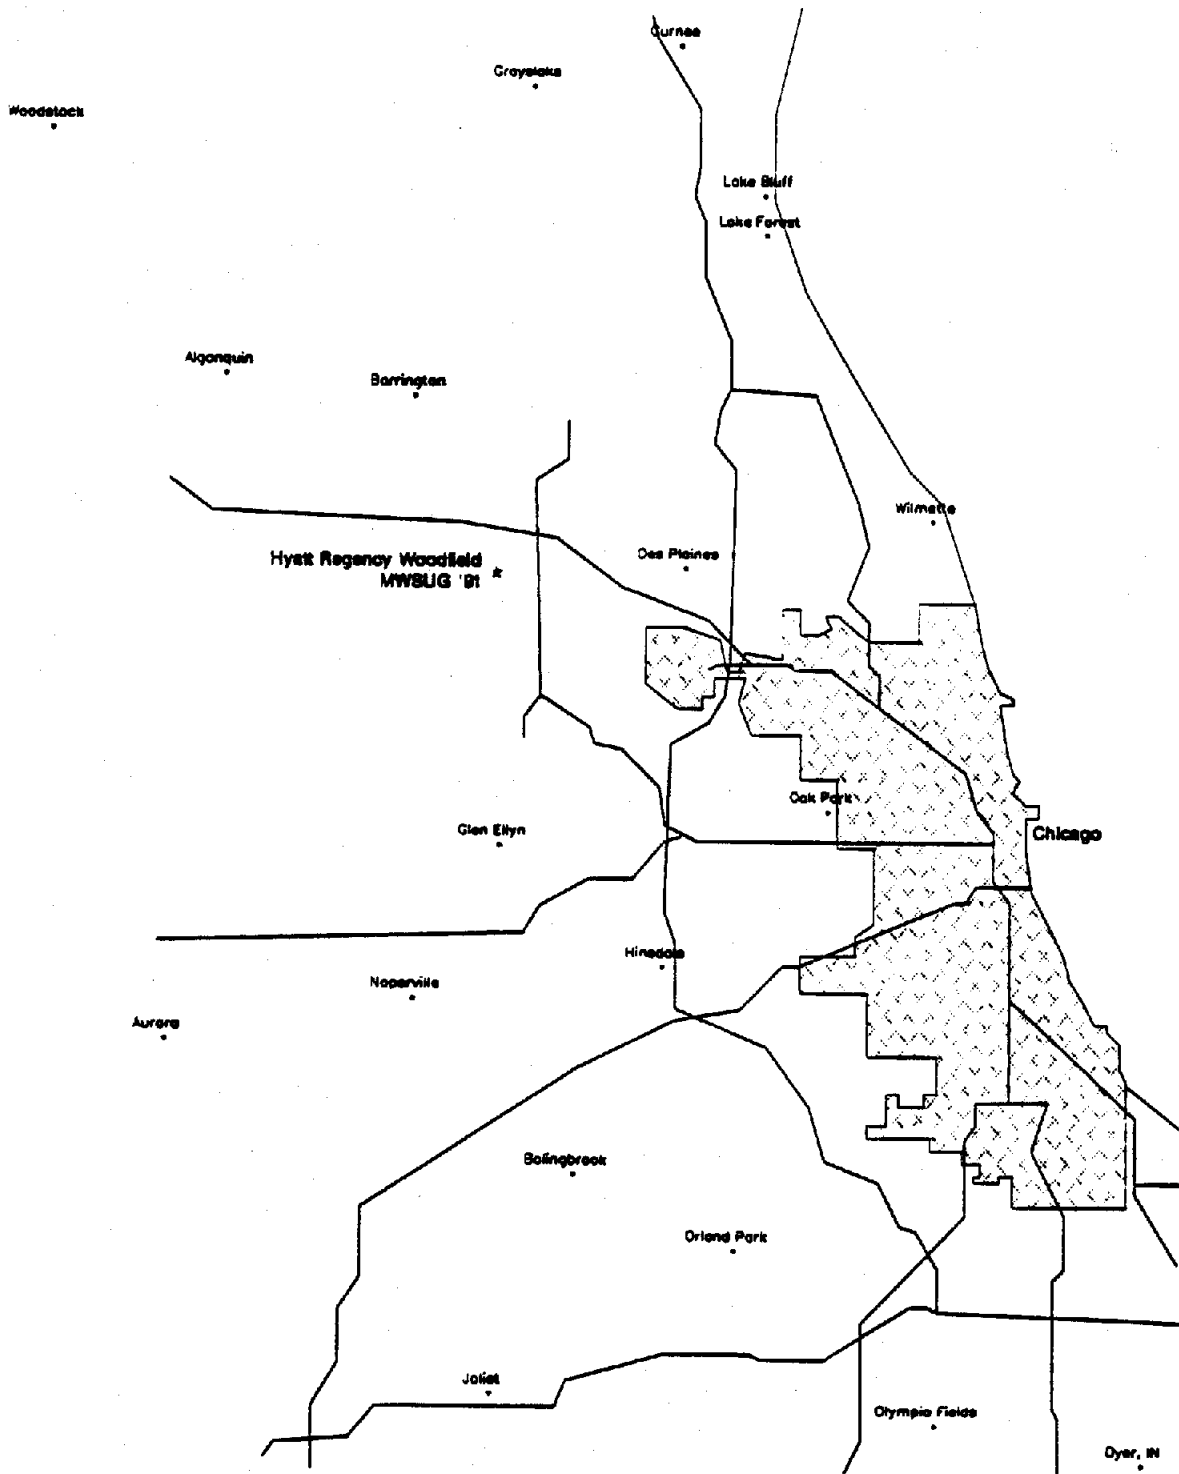 Gurnee
Grayslake
Woodstock
Lake Bluff
Lake Forest
Algonquin
Barrington
Wilmette
Des Plaines
Hyatt Regency Woodfield
MWSUG '91
Oak Park
Glen Ellyn
Chicago
Hinsdale
Naperville
Aurora
Bolingbrook
Orland Park
Joliet
Olympia Fields
Dyer, IN